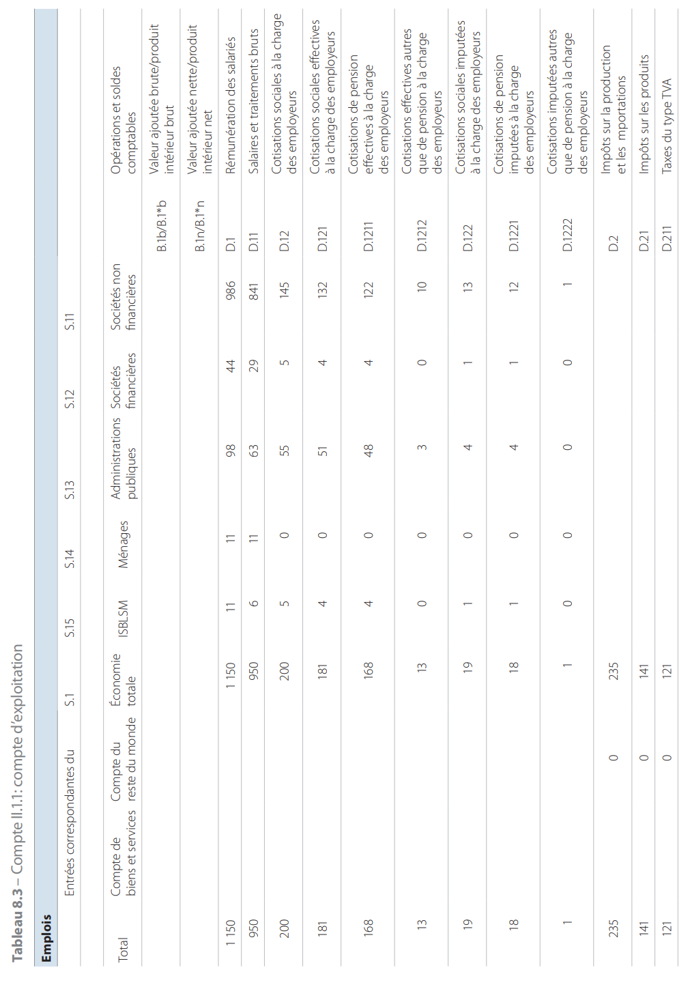 Tableau 8.3 – Compte II.1.1: compte d'exploitation
Emplois
Entrées correspondantes du S.1 S.15 S.14 S.13 S.12 S.11
Total Compte de biens et services Compte du reste du monde Économie totale ISBLSM Ménages Administrations publiques Sociétés financières Sociétés non financières Opérations et soldes comptables
B.1b/B.1*b Valeur ajoutée brute/produit
intérieur brut
B.1n/B.1*n Valeur ajoutée nette/produit
intérieur net
1 150 1 150 11 11 98 44 986 D.1 Rémunération des salariés
950 950 6 11 63 29 841 D.11 Salaires et traitements bruts
200 200 5 0 55 5 145 D.12 Cotisations sociales à la charge
des employeurs
181 181 4 0 51 4 132 D.121 Cotisations sociales effectives
à la charge des employeurs
168 168 4 0 48 4 122 D.1211 Cotisations de pension
effectives à la charge
des employeurs
13 13 0 0 3 0 10 D.1212 Cotisations effectives autres
que de pension à la charge
des employeurs
19 19 1 0 4 1 13 D.122 Cotisations sociales imputées
à la charge des employeurs
18 18 1 0 4 1 12 D.1221 Cotisations de pension
imputées à la charge
des employeurs
1 1 0 0 0 0 1 D.1222 Cotisations imputées autres
que de pension à la charge
des employeurs
235 0 235 D.2 Impôts sur la production
et les mportations
141 0 141 D.21 Impôts sur les produits
121 0 121 D.211 Taxes du type TVA